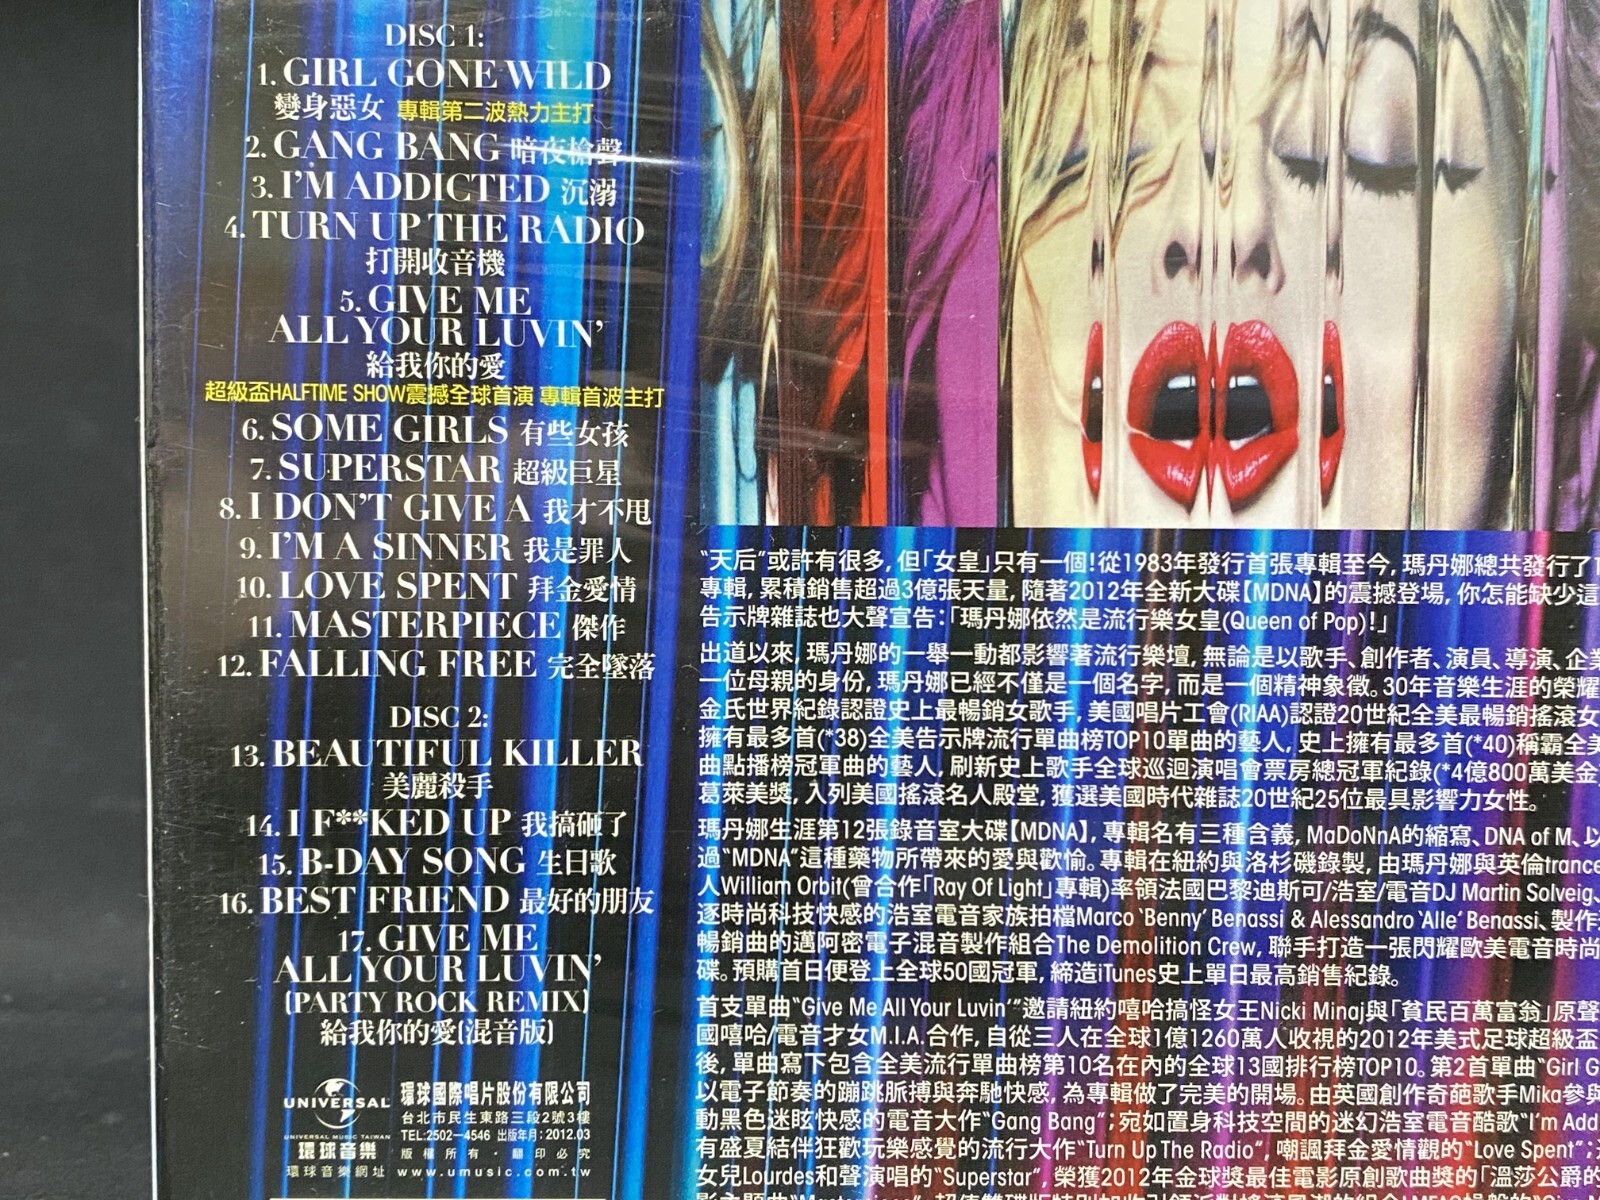 DISC 1:
1. GIRL GONE WILD
變身惡女 專輯第二波熱力主打
2. GANG BANG 暗夜槍聲
3. I'M ADDICTED 沉溺
4. TURN UP THE RADIO
打開收音機
5. GIVE ME
ALL YOUR LUVIN'
給我你的愛
超級盃HALFTIME SHOW震撼全球首演 專輯首波主打
6. SOME GIRLS 有些女孩
7. SUPERSTAR 超級巨星
8. I DON'T GIVE A 我才不甩
9. I'M A SINNER 我是罪人
10. LOVE SPENT 拜金愛情
11. MASTERPIECE 傑作
12. FALLING FREE 完全墜落
DISC 2:
13. BEAUTIFUL KILLER
美麗殺手
14. I F**KED UP 我搞砸了
15. B-DAY SONG 生日歌
16. BEST FRIEND 最好的朋友
17. GIVE ME
ALL YOUR LUVIN'
(PARTY ROCK REMIX)
給我你的愛(混音版)
UNIVERSAL
UNIVERSAL MUSIC TAIWAN
環球音樂
環球國際唱片股份有限公司
台北市民生東路三段2號3樓
TEL:2502-4546 出版年月:2012.03
版權所有·翻印必究
環球音樂網址 www.umusic.com.tw
"天后"或許有很多, 但「女皇」只有一個!從1983年發行首張專輯至今, 瑪丹娜總共發行了
專輯, 累積銷售超過3億張天量, 隨著2012年全新大碟【MDNA】的震撼登場, 你怎能缺少這
告示牌雜誌也大聲宣告:「瑪丹娜依然是流行樂女皇(Queen of Pop)!」
出道以來, 瑪丹娜的一舉一動都影響著流行樂壇, 無論是以歌手、創作者、演員、導演、企業
一位母親的身份, 瑪丹娜已經不僅是一個名字, 而是一個精神象徵。30年音樂生涯的榮耀
金氏世界紀錄認證史上最暢銷女歌手, 美國唱片工會(RIAA)認證20世紀全美最暢銷搖滾女
擁有最多首(*38)全美告示牌流行單曲榜TOP10單曲的藝人, 史上擁有最多首(*40)稱霸全美
曲點播榜冠軍曲的藝人, 刷新史上歌手全球巡迴演唱會票房總冠軍紀錄(*4億800萬美金)
葛萊美獎, 入列美國搖滾名人殿堂, 獲選美國時代雜誌20世紀25位最具影響力女性。
瑪丹娜生涯第12張錄音室大碟【MDNA】, 專輯名有三種含義, MaDoNnA的縮寫、DNA of M、以
過"MDNA"這種藥物所帶來的愛與歡愉。專輯在紐約與洛杉磯錄製, 由瑪丹娜與英倫trance
人William Orbit(曾合作「Ray Of Light」專輯)率領法國巴黎迪斯可/浩室/電音DJ Martin Solveig、
逐時尚科技快感的浩室電音家族拍檔Marco 'Benny' Benassi & Alessandro 'Alle' Benassi、製作
暢銷曲的邁阿密電子混音製作組合The Demolition Crew, 聯手打造一張閃耀歐美電音時尚
碟。預購首日便登上全球50國冠軍, 締造iTunes史上單日最高銷售紀錄。
首支單曲"Give Me All Your Luvin'"邀請紐約嘻哈搞怪女王Nicki Minaj與「貧民百萬富翁」原聲
國嘻哈/電音才女M.I.A.合作, 自從三人在全球1億1260萬人收視的2012年美式足球超級盃
後, 單曲寫下包含全美流行單曲榜第10名在內的全球13國排行榜TOP10。第2首單曲"Girl G
以電子節奏的蹦跳脈搏與奔馳快感, 為專輯做了完美的開場。由英國創作奇葩歌手Mika參與
動黑色迷眩快感的電音大作"Gang Bang"; 宛如置身科技空間的迷幻浩室電音酷歌"I'm Add
有盛夏結伴狂歡玩樂感覺的流行大作"Turn Up The Radio", 嘲諷拜金愛情觀的"Love Spent";
女兒Lourdes和聲演唱的"Superstar", 榮獲2012年金球獎最佳電影原創歌曲獎的「溫莎公爵的